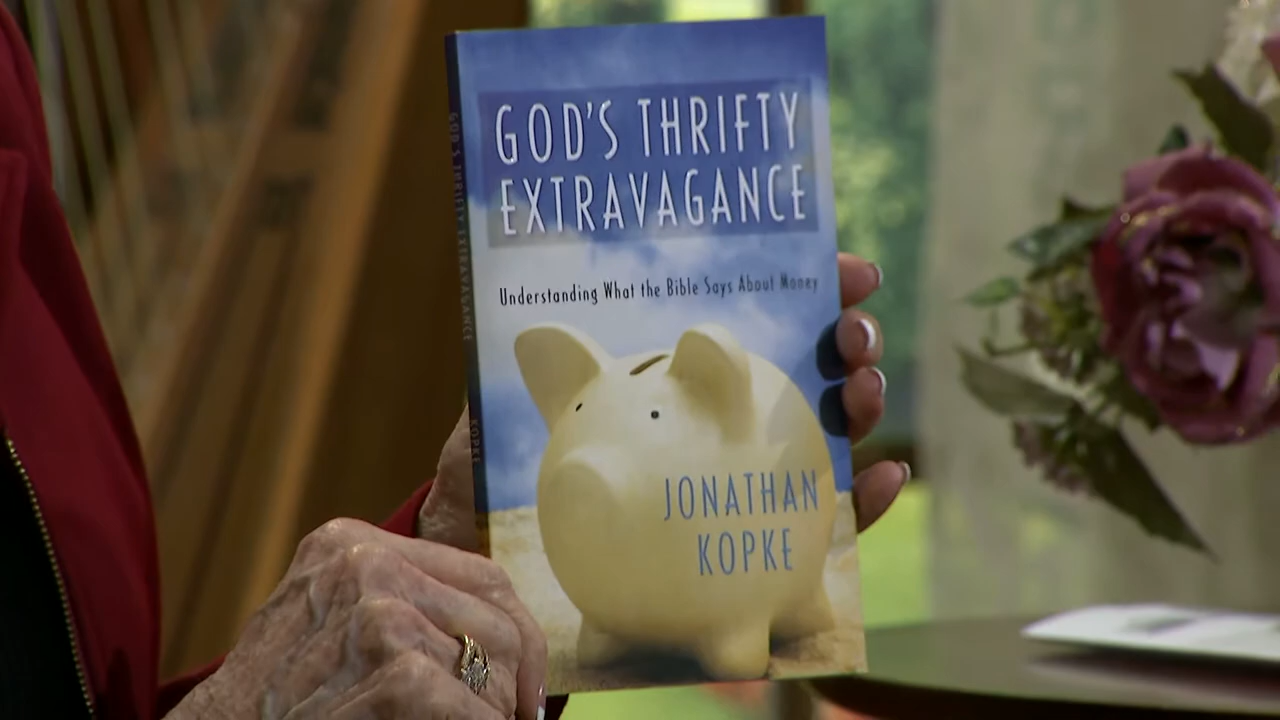 GOD'S THRIFTY
EXTRAVAGANCE
Understanding What the Bible Says About Money
JONATHAN
KOPKE
GOD'S THRIFTY EXTRAVAGANCE
KOPKE